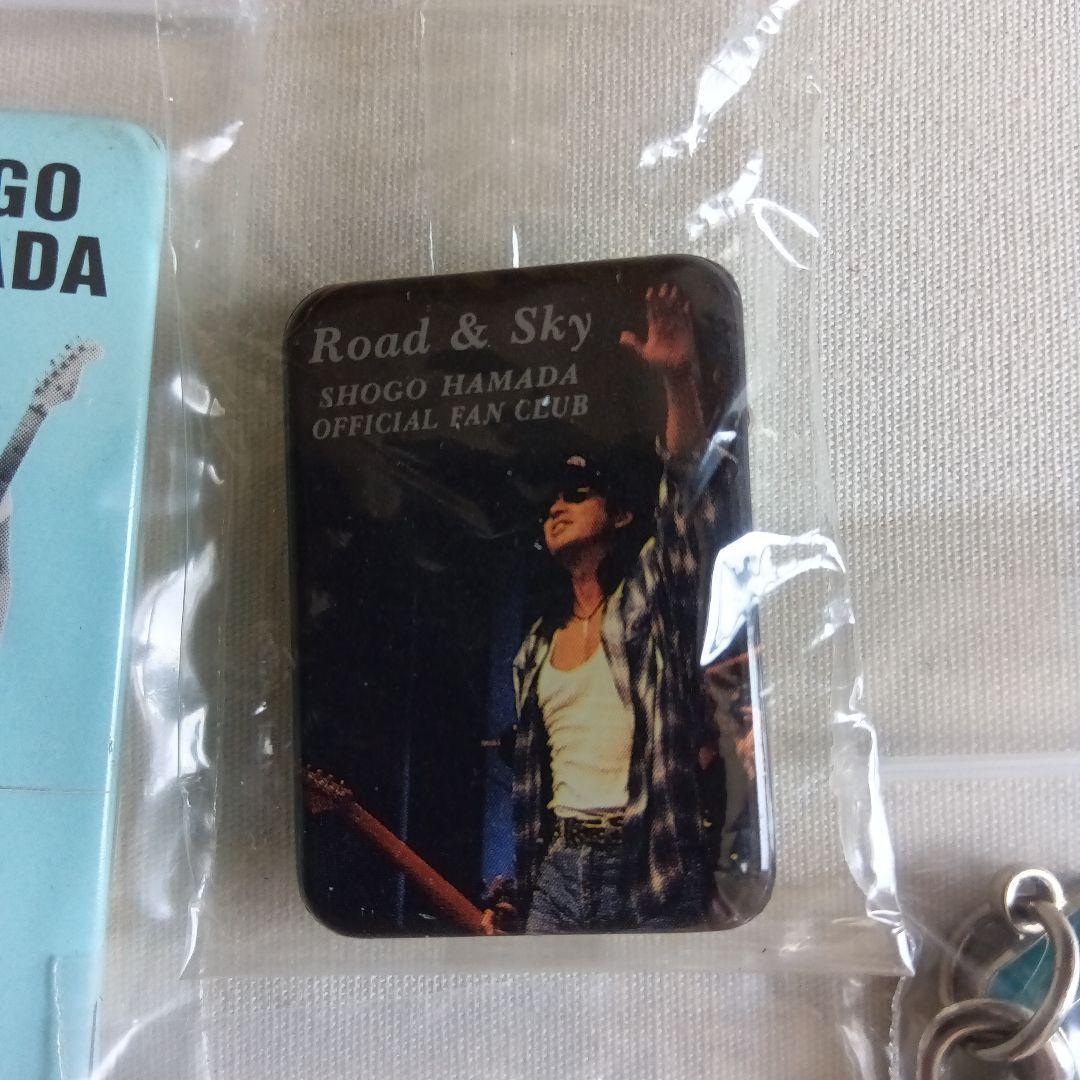 GO
ADA
Road & Sky
SHOGO HAMADA
OFFICIAL FAN CLUB